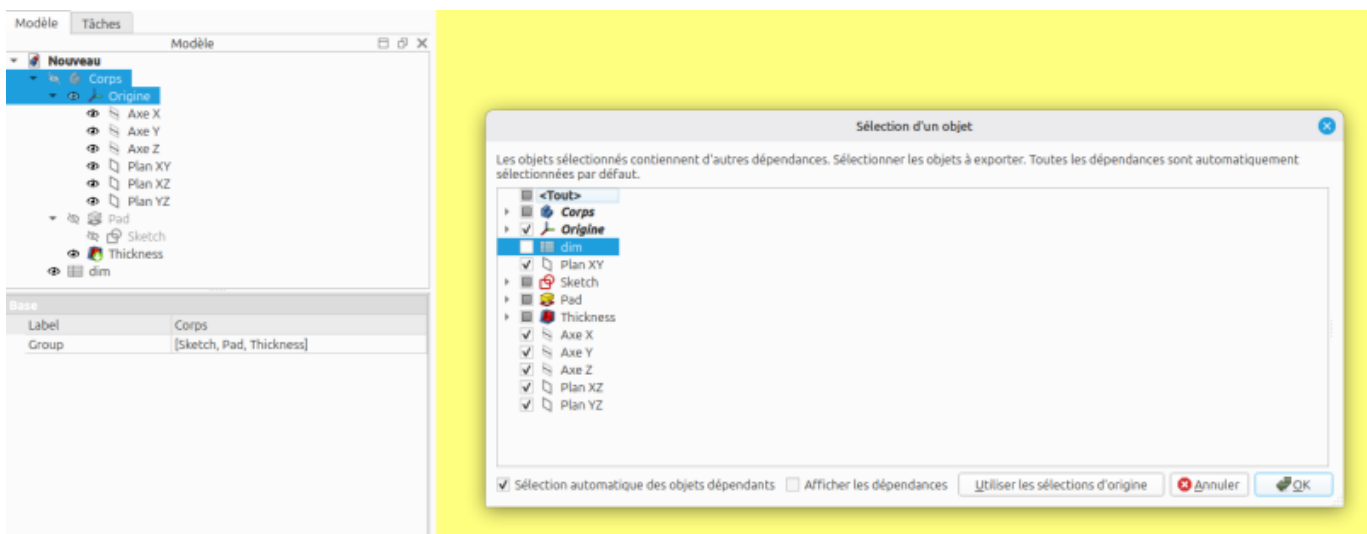 Modèle
Tâches
Modèle
Nouveau
Corps
Origine
Axe X
Axe Y
Axe Z
Plan XY
Plan XZ
Plan YZ
Pad
Sketch
Thickness
dim
Base
Label Corps
Group [Sketch, Pad, Thickness]
Sélection d'un objet
Les objets sélectionnés contiennent d'autres dépendances. Sélectionner les objets à exporter. Toutes les dépendances sont automatiquement
sélectionnées par défaut.
<Tout>
Corps
Origine
dim
Plan XY
Sketch
Pad
Thickness
Axe X
Axe Y
Axe Z
Plan XZ
Plan YZ
Sélection automatique des objets dépendants
Afficher les dépendances
Utiliser les sélections d'origine
Annuler
OK